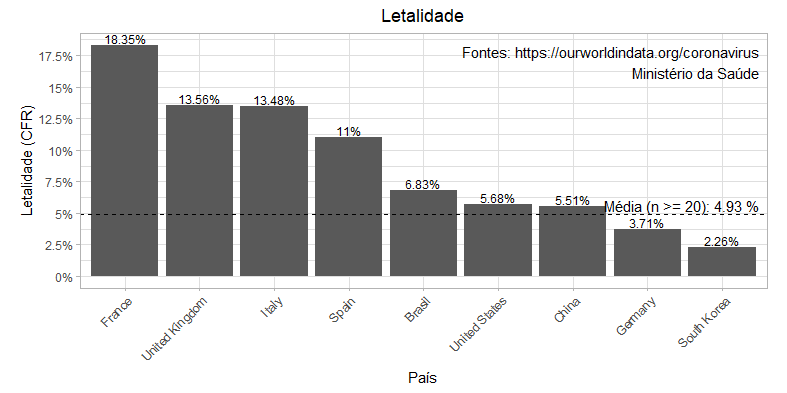 Letalidade
Fontes: https://ourworldindata.org/coronavirus
Ministério da Saúde
Letalidade (CFR)
17.5%
15%
12.5%
10%
7.5%
5%
2.5%
0%
18.35%
13.56%
13.48%
11%
6.83%
5.68%
5.51%
Média (n >= 20): 4.93 %
3.71%
2.26%
France
United Kingdom
Italy
Spain
Brasil
United States
China
Germany
South Korea
País